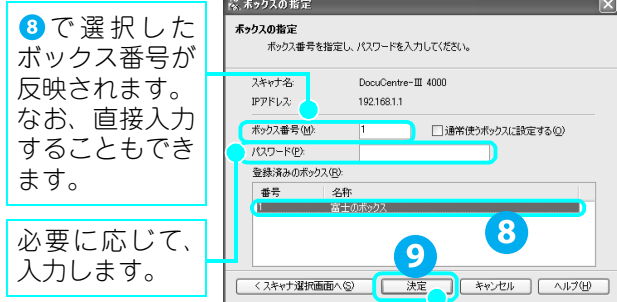 ❽で選択した
ボックス番号が
反映されます。
なお、直接入力
することもでき
ます。
必要に応じて、
入力します。
ボックスの指定
ボックスの指定
ボックス番号を指定し、パスワードを入力してください。
スキャナ名: DocuCentre-III 4000
IPアドレス: 192.168.1.1
ボックス番号(M): 1 通常使うボックスに設定する(Q)
パスワード(P):
登録済みのボックス(R):
番号 名称
1 富士のボックス
8
9
< スキャナ選択画面へ(S) 決定 キャンセル ヘルプ(H)